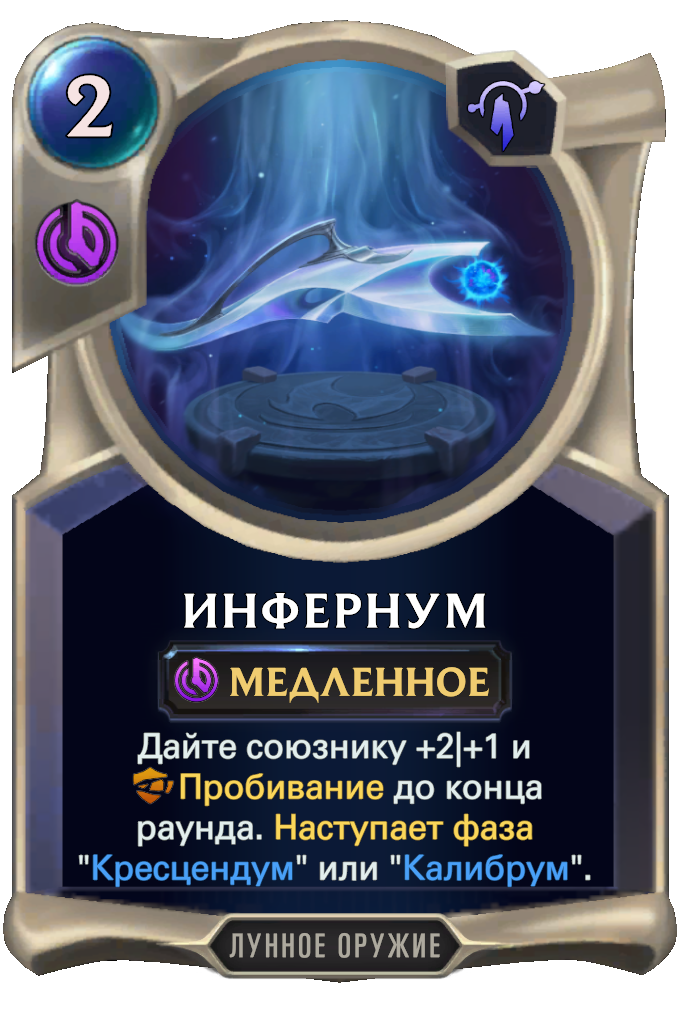 2
ИНФЕРНУМ
МЕДЛЕННОЕ
Дайте союзнику +2|+1 и
Пробивание до конца
раунда. Наступает фаза
"Кресцендум" или "Калибрум".
ЛУННОЕ ОРУЖИЕ